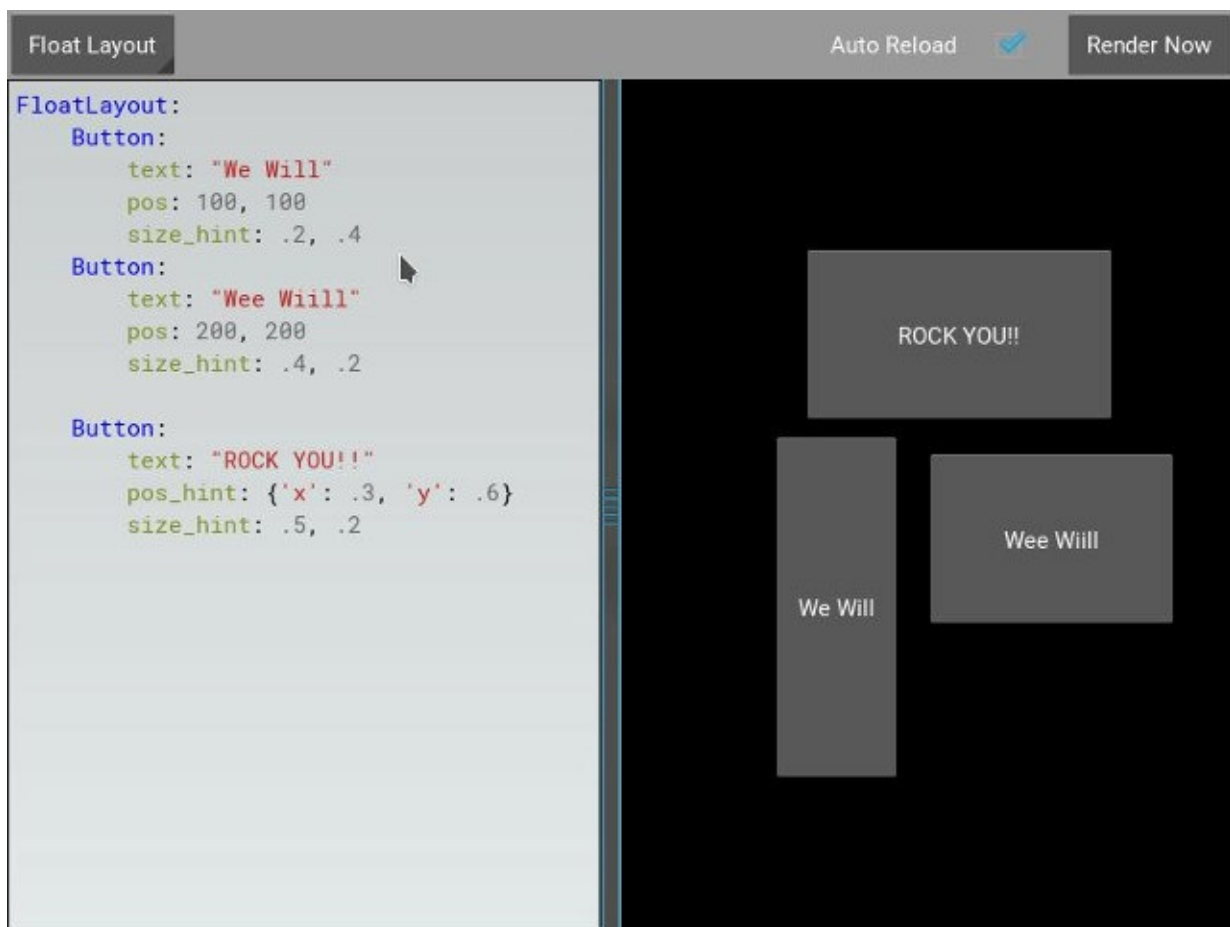 Float Layout
Auto Reload
Render Now
FloatLayout:
    Button:
        text: "We Will"
        pos: 100, 100
        size_hint: .2, .4
    Button:
        text: "Wee Wiill"
        pos: 200, 200
        size_hint: .4, .2
    Button:
        text: "ROCK YOU!!"
        pos_hint: {'x': .3, 'y': .6}
        size_hint: .5, .2
ROCK YOU!!
Wee Wiill
We Will